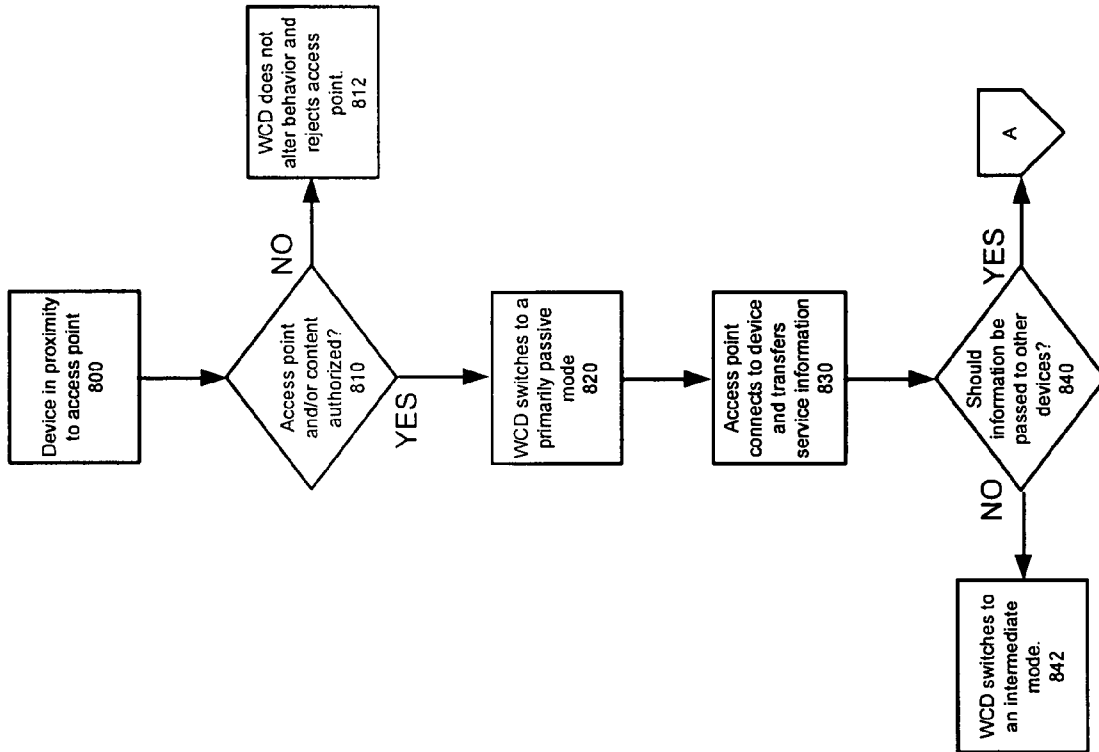 Device in proximity
to access point
800
Access point
and/or content
authorized?
810
NO
WCD does not
alter behavior and
rejects access
point.
812
YES
WCD switches to a
primarily passive
mode
820
Access point
connects to device
and transfers
service information
830
Should
information be
passed to other
devices?
840
NO
WCD switches to
an intermediate
mode.
842
YES
A